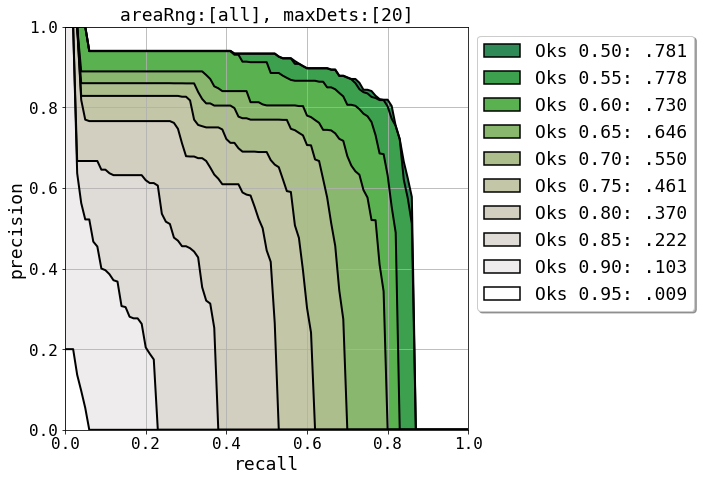 areaRng:[all], maxDets:[20]
1.0
0.8
0.6
0.4
0.2
0.0
precision
0.0 0.2 0.4 0.6 0.8 1.0
recall
Oks 0.50: .781
Oks 0.55: .778
Oks 0.60: .730
Oks 0.65: .646
Oks 0.70: .550
Oks 0.75: .461
Oks 0.80: .370
Oks 0.85: .222
Oks 0.90: .103
Oks 0.95: .009